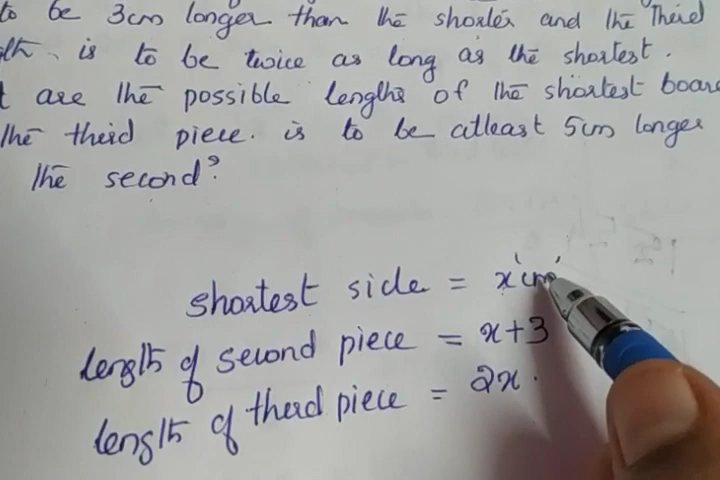 to be 3cm longer than the shorter and the Third
lth. is to be twice as long as the shortest.
t are the possible lengths of the shortest board
the third piece. is to be atleast 5cm longer
the second?
shortest side = x cm
length of second piece = x+3
length of third piece = 2x.